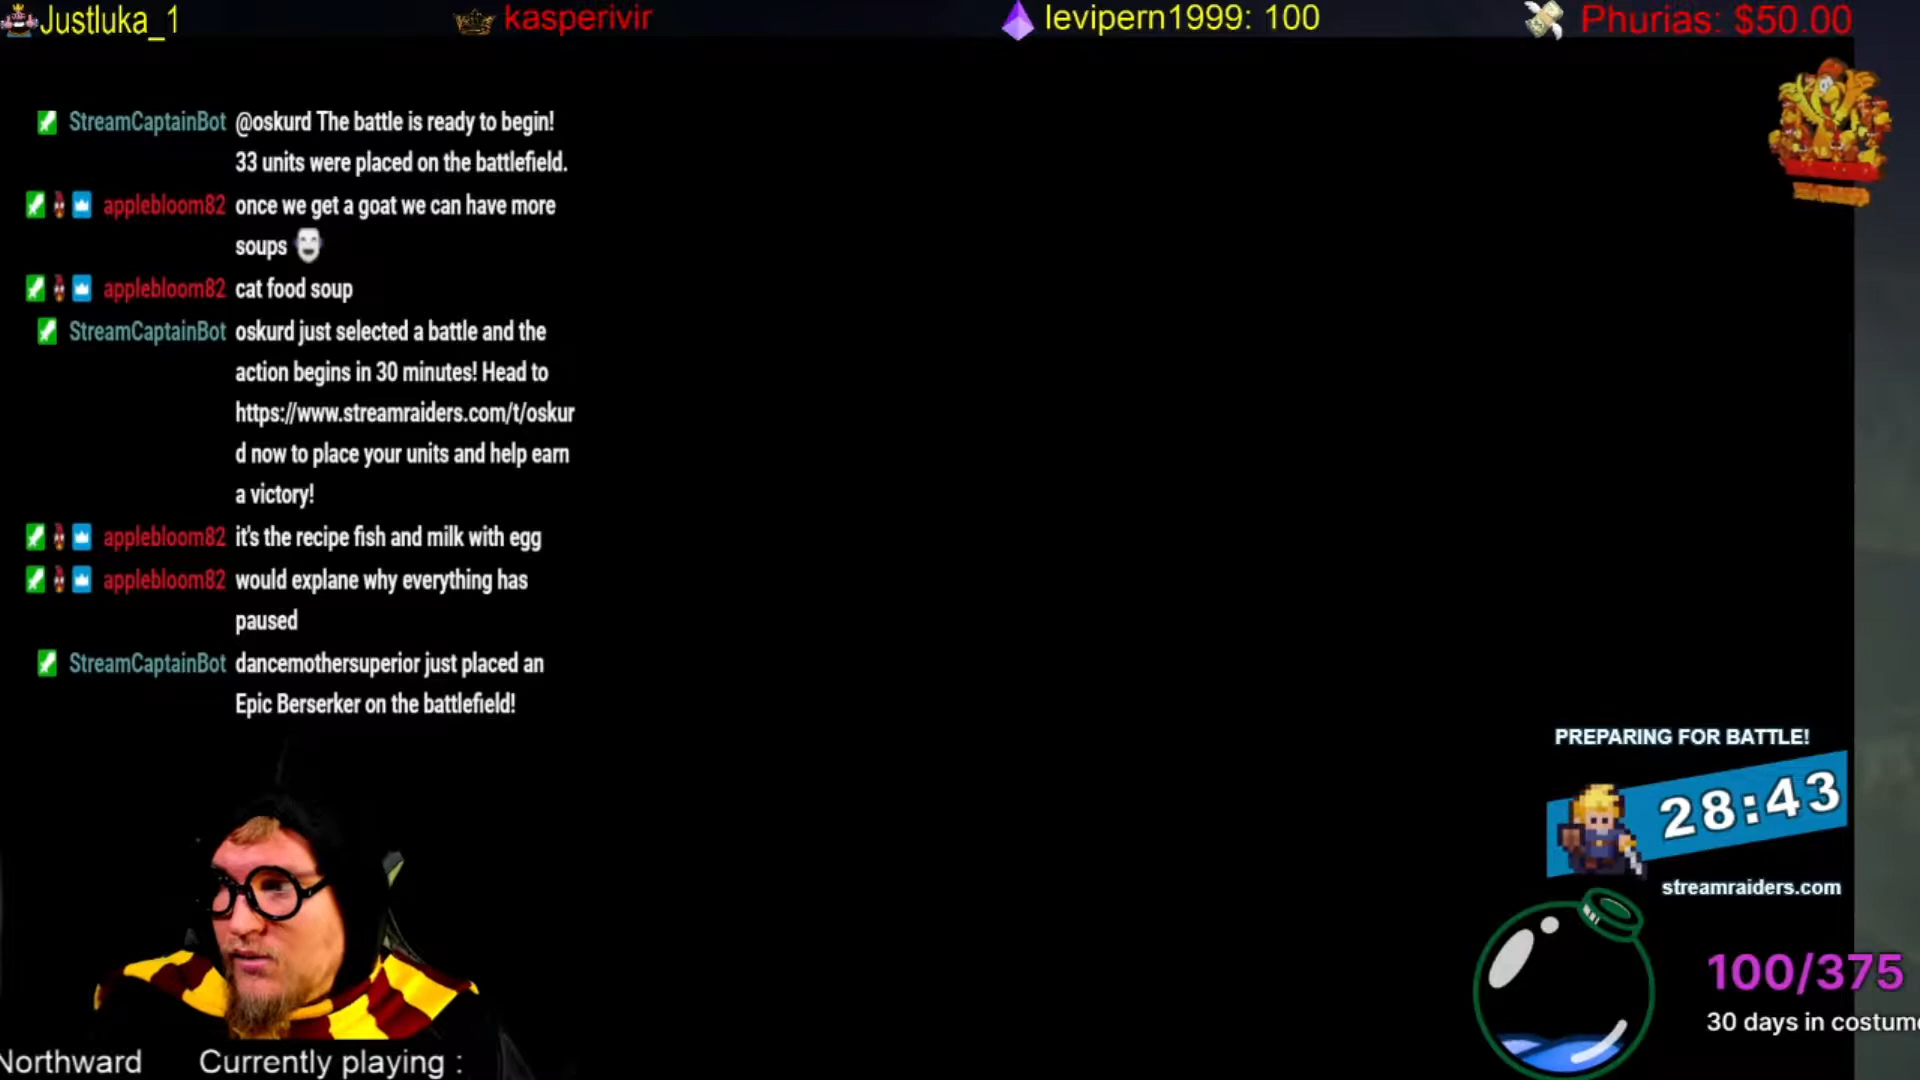 Justluka_1
kasperivir
levipern1999: 100
Phurias: $50.00
StreamCaptainBot @oskurd The battle is ready to begin!
33 units were placed on the battlefield.
applebloom82 once we get a goat we can have more
soups
applebloom82 cat food soup
StreamCaptainBot oskurd just selected a battle and the
action begins in 30 minutes! Head to
https://www.streamraiders.com/t/oskur
d now to place your units and help earn
a victory!
applebloom82 it's the recipe fish and milk with egg
applebloom82 would explane why everything has
paused
StreamCaptainBot dancemothersuperior just placed an
Epic Berserker on the battlefield!
PREPARING FOR BATTLE!
28:43
streamraiders.com
100/375
30 days in costume
Northward
Currently playing :